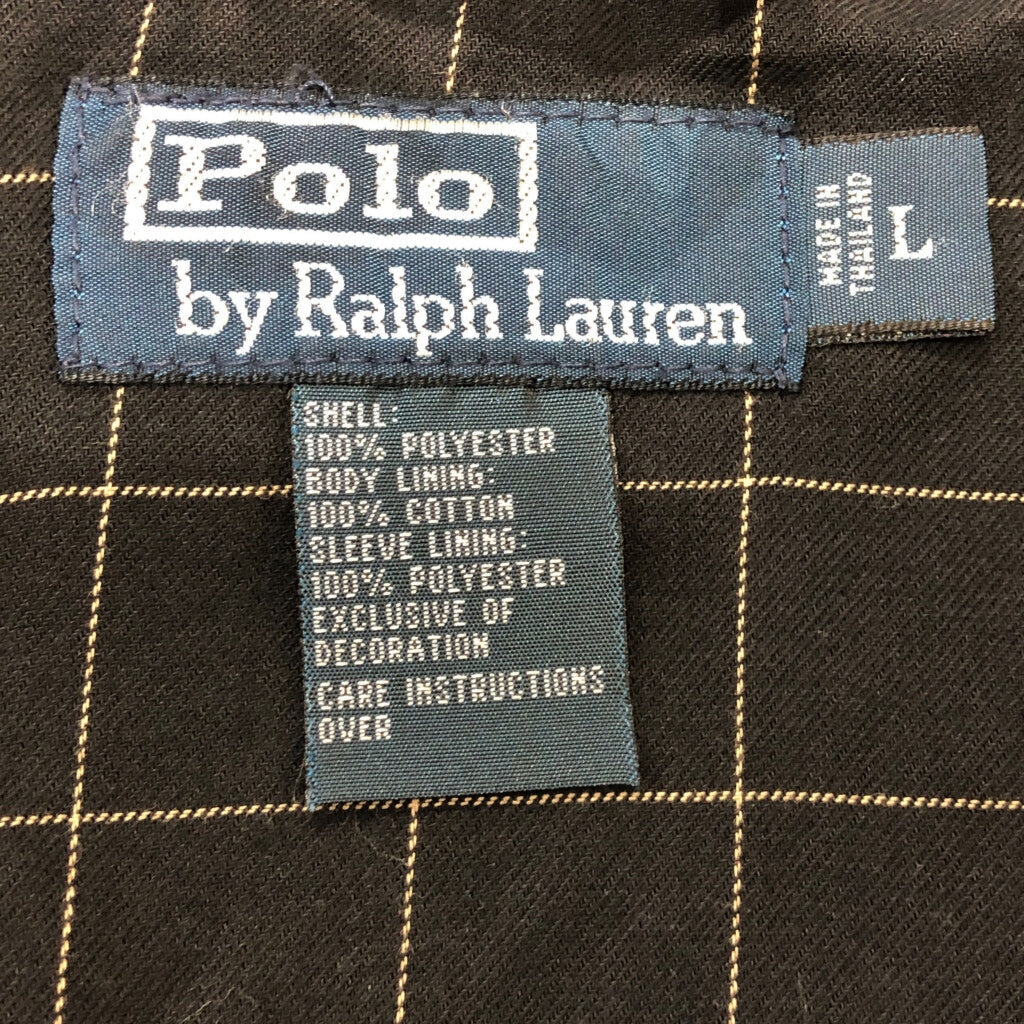 Polo
by Ralph Lauren
MADE IN
THAILAND
L
SHELL:
100% POLYESTER
BODY LINING:
100% COTTON
SLEEVE LINING:
100% POLYESTER
EXCLUSIVE OF
DECORATION
CARE INSTRUCTIONS
OVER